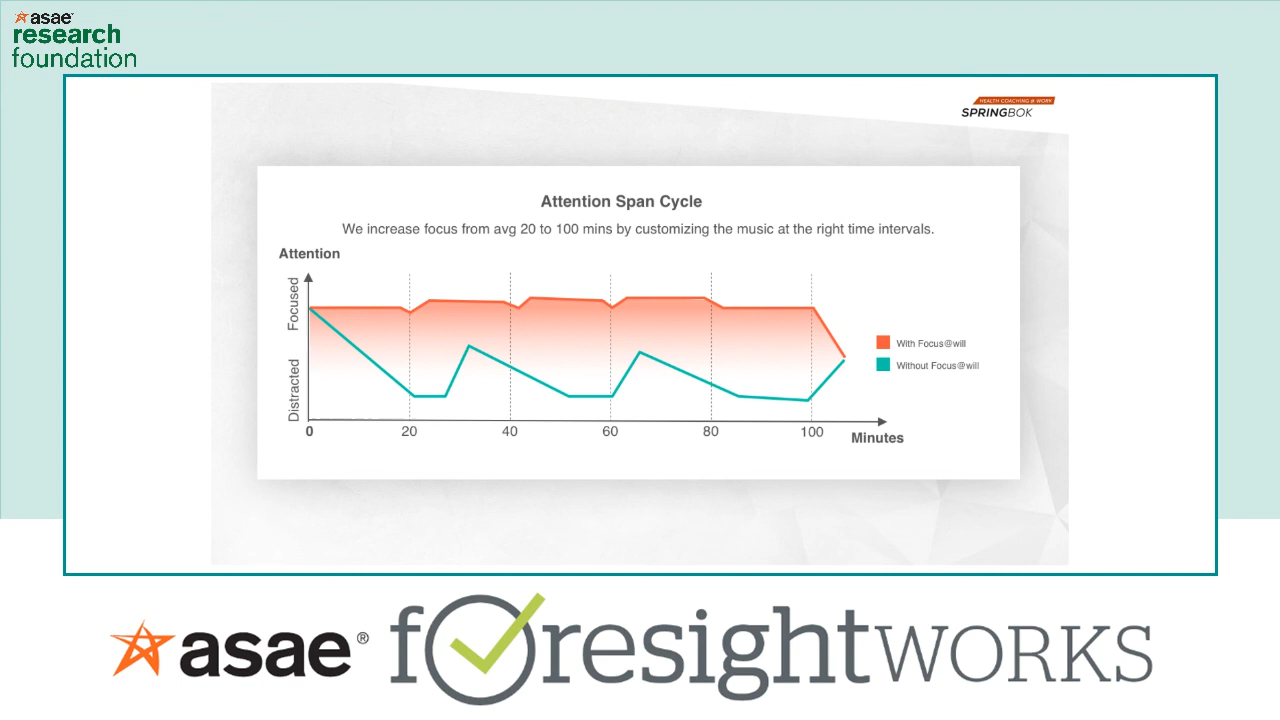 asae
research
foundation
HEALTH COACHING @ WORK
SPRINGBOK
Attention Span Cycle
We increase focus from avg 20 to 100 mins by customizing the music at the right time intervals.
Attention
Focused
Distracted
With Focus@will
Without Focus@will
0 20 40 60 80 100
Minutes
asae® foresightWORKS